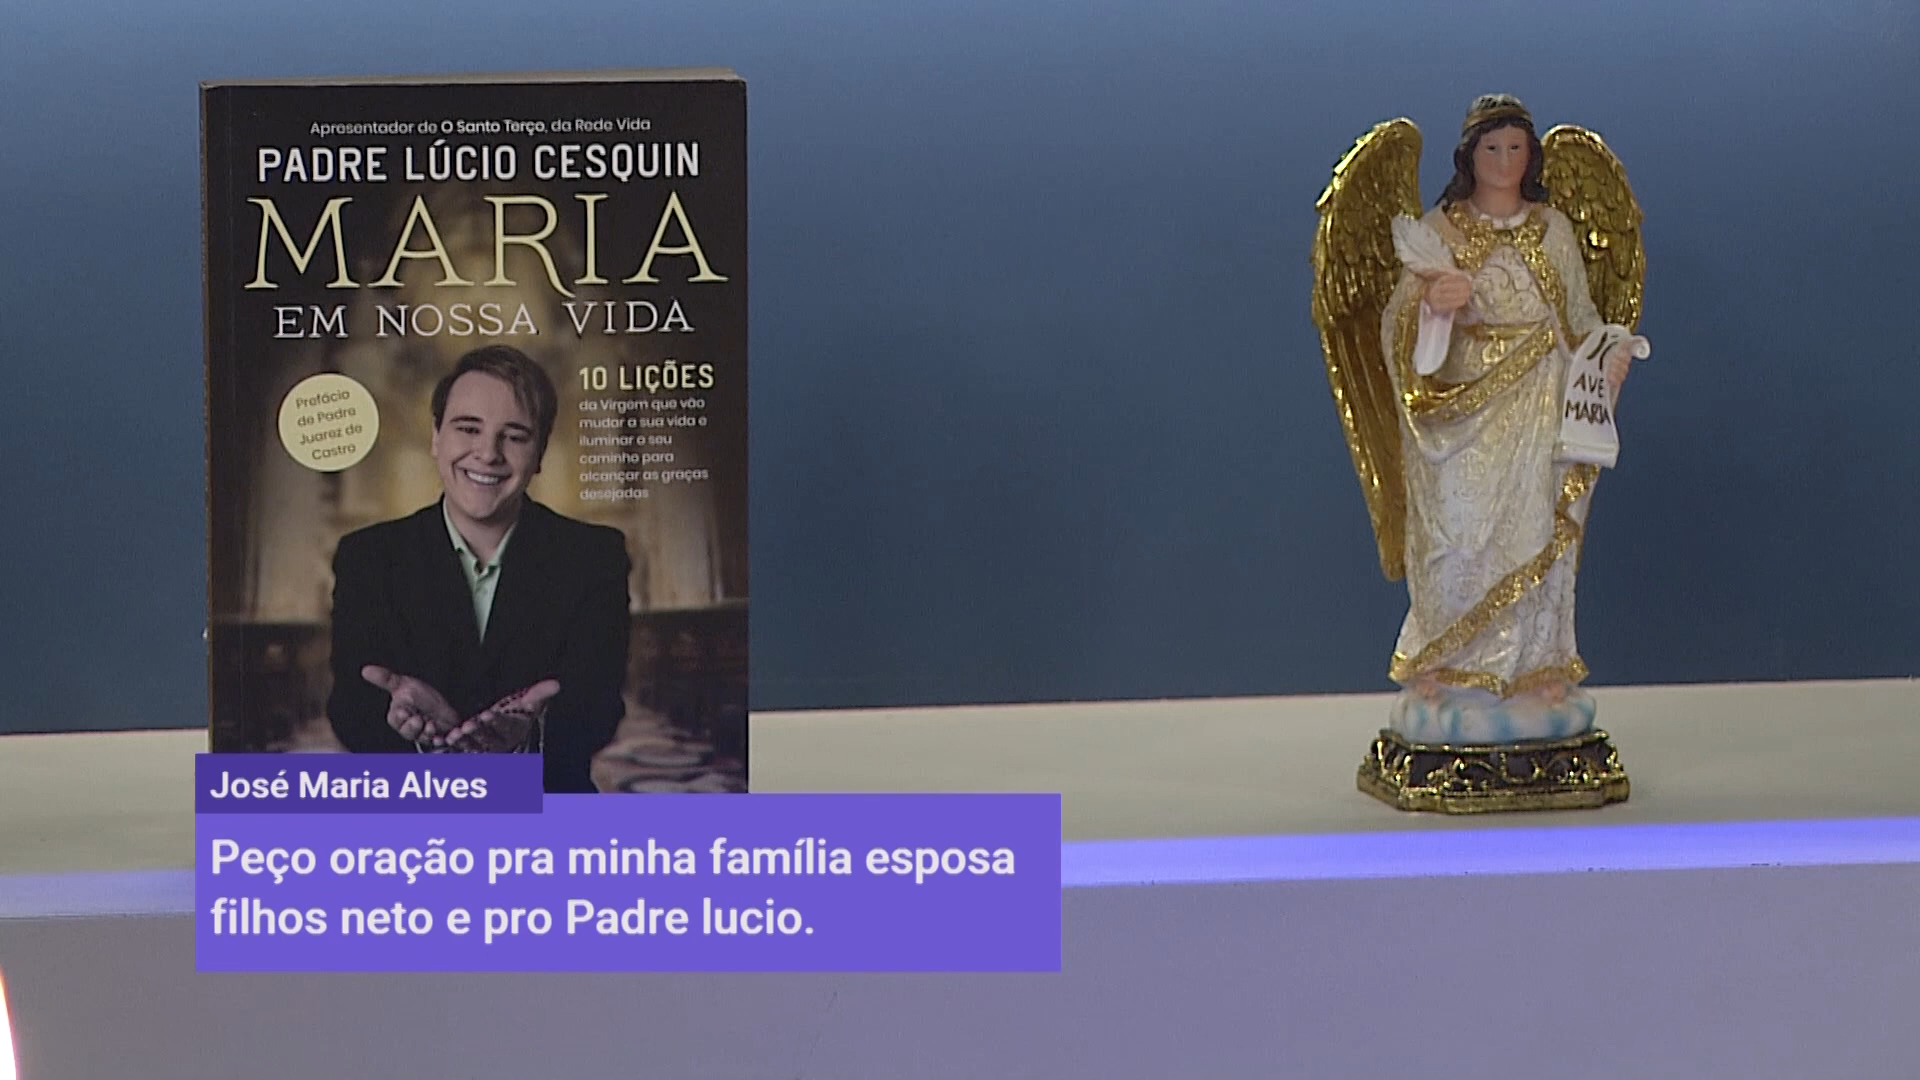 Apresentador de O Santo Terço, da Rede Vida
PADRE LÚCIO CESQUIN
MARIA
EM NOSSA VIDA
10 LIÇÕES
da Virgem que vão
mudar a sua vida e
iluminar o seu
caminho para
alcançar as graças
desejadas
Prefácio
de Padre
Juarez de
Castro
AVE
MARIA
José Maria Alves
Peço oração pra minha família esposa
filhos neto e pro Padre lucio.